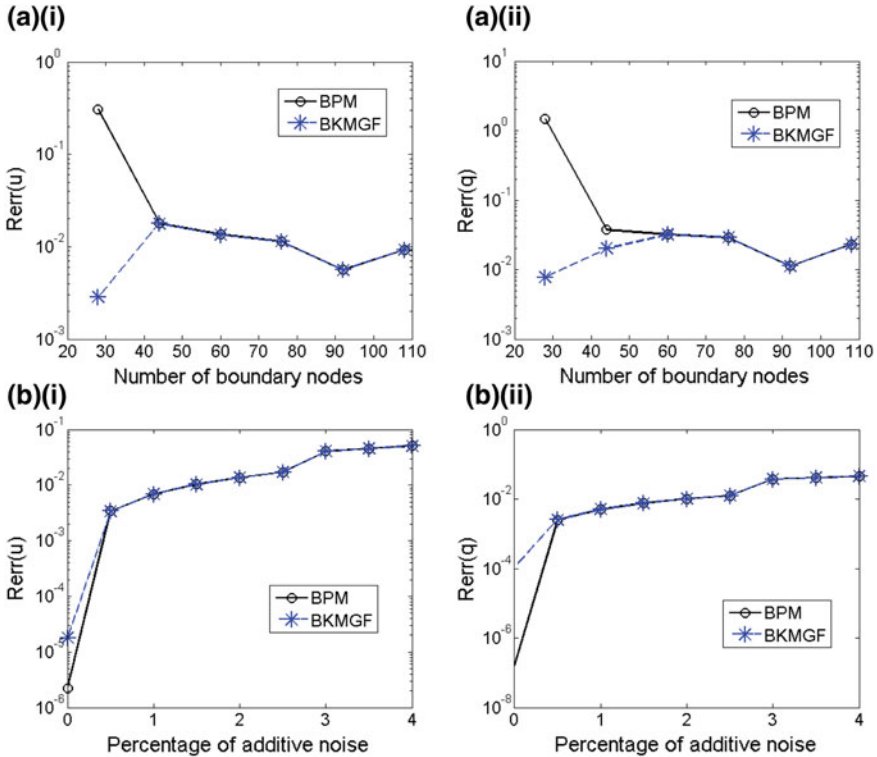 (a)(i)
10^0
10^-1
10^-2
10^-3
Rerr(u)
BPM
BKMGF
20 30 40 50 60 70 80 90 100 110
Number of boundary nodes
(a)(ii)
10^1
10^0
10^-1
10^-2
10^-3
Rerr(q)
BPM
BKMGF
20 30 40 50 60 70 80 90 100 110
Number of boundary nodes
(b)(i)
10^-1
10^-2
10^-3
10^-4
10^-5
10^-6
Rerr(u)
BPM
BKMGF
0 1 2 3 4
Percentage of additive noise
(b)(ii)
10^0
10^-2
10^-4
10^-6
10^-8
Rerr(q)
BPM
BKMGF
0 1 2 3 4
Percentage of additive noise